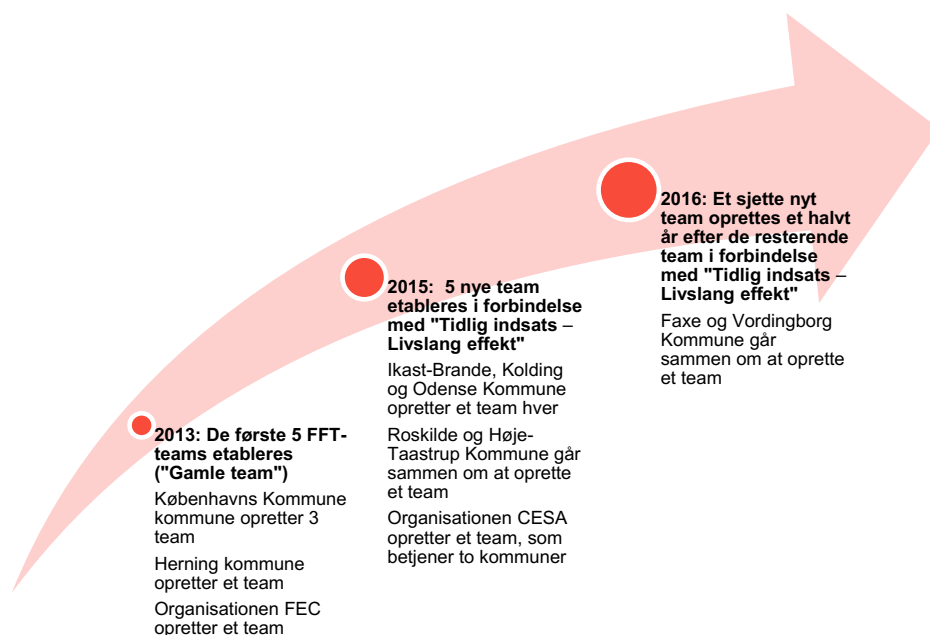 2013: De første 5 FFT-
teams etableres
("Gamle team")
Københavns Kommune
kommune opretter 3
team
Herning kommune
opretter et team
Organisationen FEC
opretter et team
2015:  5 nye team
etableres i forbindelse
med "Tidlig indsats –
Livslang effekt"
Ikast-Brande, Kolding
og Odense Kommune
opretter et team hver
Roskilde og Høje-
Taastrup Kommune går
sammen om at oprette
et team
Organisationen CESA
opretter et team, som
betjener to kommuner
2016: Et sjette nyt
team oprettes et halvt
år efter de resterende
team i forbindelse
med "Tidlig indsats –
Livslang effekt"
Faxe og Vordingborg
Kommune går
sammen om at oprette
et team